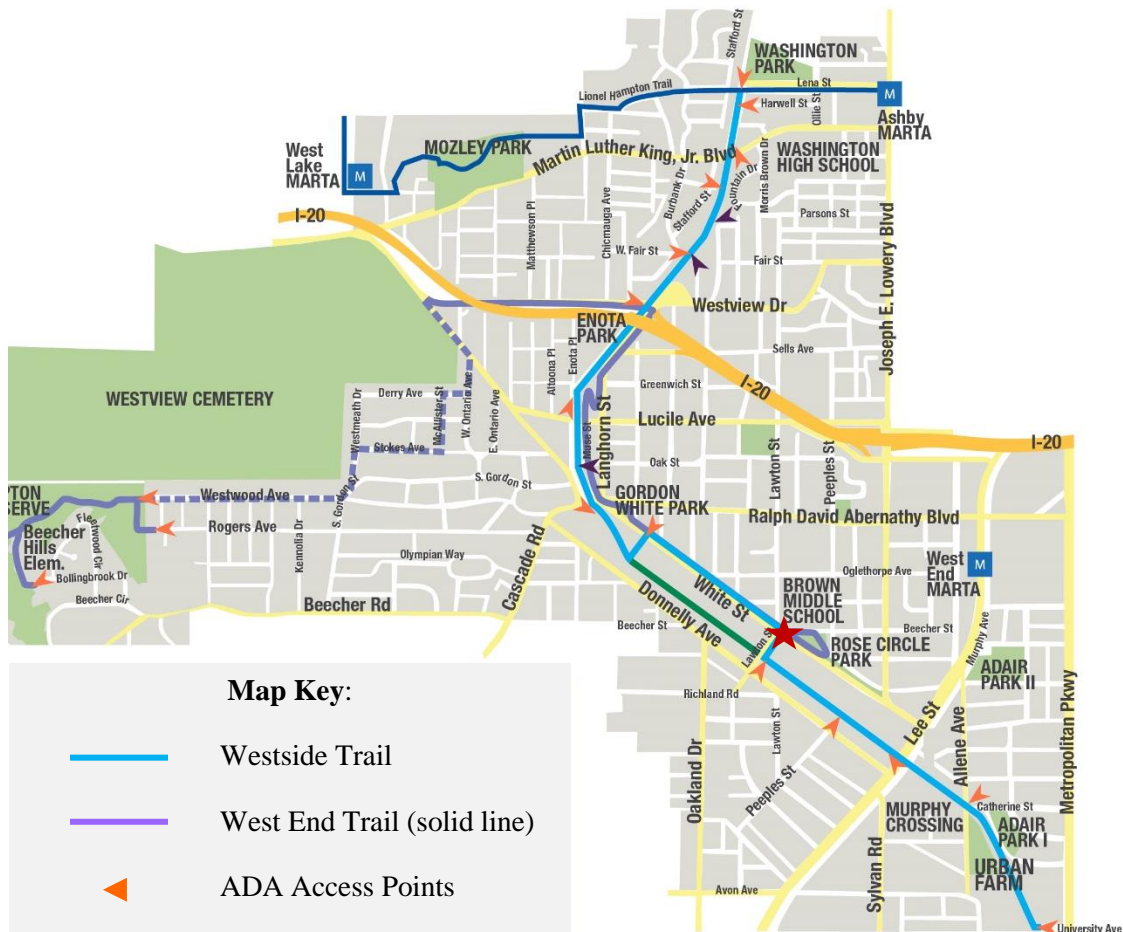 Stafford St
WASHINGTON
PARK
Lena St
Lionel Hampton Trail
Harwell St
Ollie St
M
Ashby
MARTA
MOZLEY PARK
Martin Luther King, Jr. Blvd
WASHINGTON
HIGH SCHOOL
West
Lake
MARTA
M
Burbank Dr
Stafford St
Fountain Dr
Morris Brown Dr
Parsons St
I-20
Matthewson Pl
Chicmauga Ave
W. Fair St
Fair St
Joseph E. Lowery Blvd
Westview Dr
ENOTA
PARK
Sells Ave
Altoona Pl
Enota Pl
WESTVIEW CEMETERY
Westmeath Dr
Derry Ave
McAllister St
W. Ontario Ave
E. Ontario Ave
Greenwich St
I-20
Langhorn St
Lucile Ave
Muse St
Stokes Ave
Oak St
Lawton St
Peeples St
I-20
S. Gordon St
S. Gordon St
Westwood Ave
GORDON
WHITE PARK
Ralph David Abernathy Blvd
PTON
SERVE
Rogers Ave
Fleetwood Cir
Beecher
Hills
Elem.
Kennolia Dr
Olympian Way
Cascade Rd
Bollingbrook Dr
Beecher Cir
Beecher Rd
Oglethorpe Ave
West
End
MARTA
M
White St
Donnelly Ave
BROWN
MIDDLE
SCHOOL
Beecher St
Beecher St
Murphy Ave
Lawton St
ROSE CIRCLE
PARK
ADAIR
PARK II
Richland Rd
Lawton St
Oakland Dr
Peeples St
Lee St
Allene Ave
Metropolitan Pkwy
Catherine St
MURPHY
CROSSING
ADAIR
PARK I
URBAN
FARM
Sylvan Rd
Avon Ave
University Ave
Map Key:
Westside Trail
West End Trail (solid line)
ADA Access Points